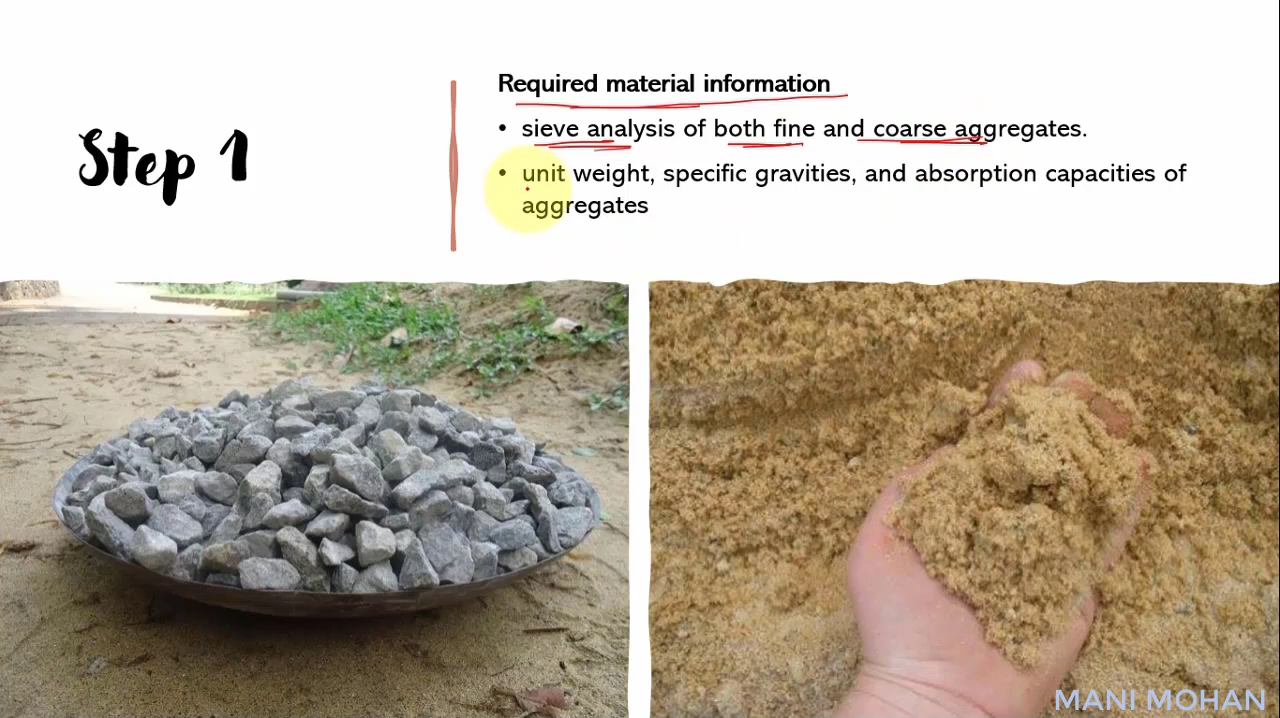 Step 1
Required material information
• sieve analysis of both fine and coarse aggregates.
• unit weight, specific gravities, and absorption capacities of
aggregates
MANI MOHAN